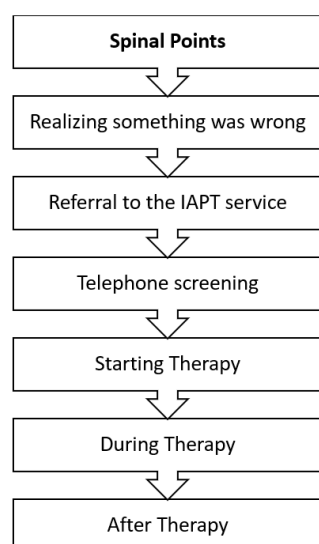 Spinal Points
Realizing something was wrong
Referral to the IAPT service
Telephone screening
Starting Therapy
During Therapy
After Therapy